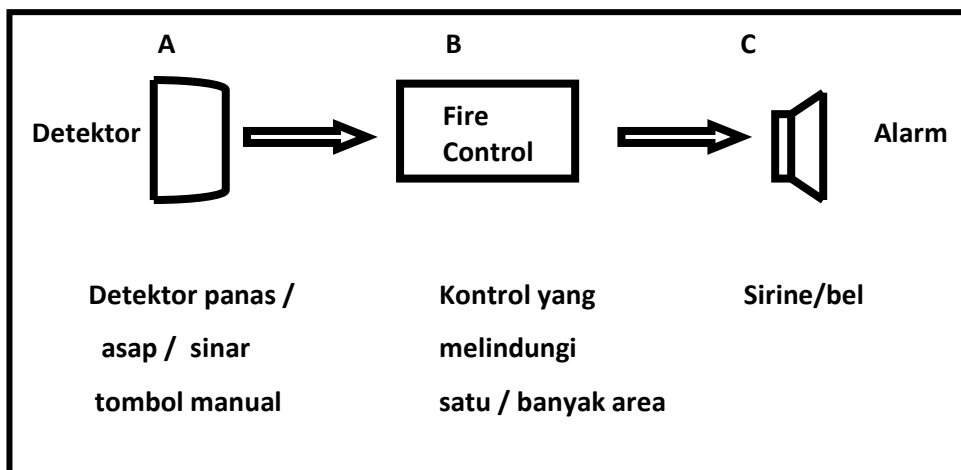 A B C
Detektor Fire Control Alarm
Detektor panas /
asap / sinar
tombol manual
Kontrol yang
melindungi
satu / banyak area
Sirine/bel